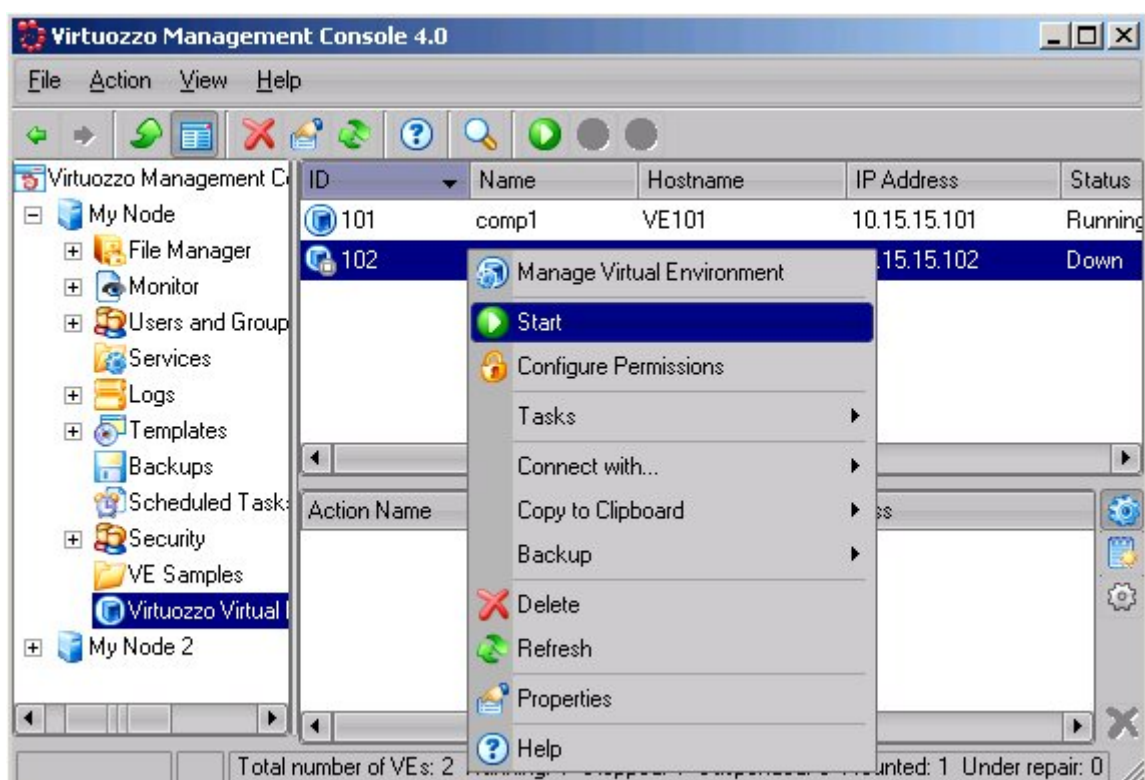 Virtuozzo Management Console 4.0
File Action View Help
Virtuozzo Management
My Node
File Manager
Monitor
Users and Group
Services
Logs
Templates
Backups
Scheduled Task
Security
VE Samples
Virtuozzo Virtual
My Node 2
ID Name Hostname IP Address Status
101 comp1 VE101 10.15.15.101 Running
102 .15.15.102 Down
Manage Virtual Environment
Start
Configure Permissions
Tasks
Connect with...
Copy to Clipboard
Backup
Delete
Refresh
Properties
Help
Action Name ss
Total number of VEs: 2 Under repair: 0